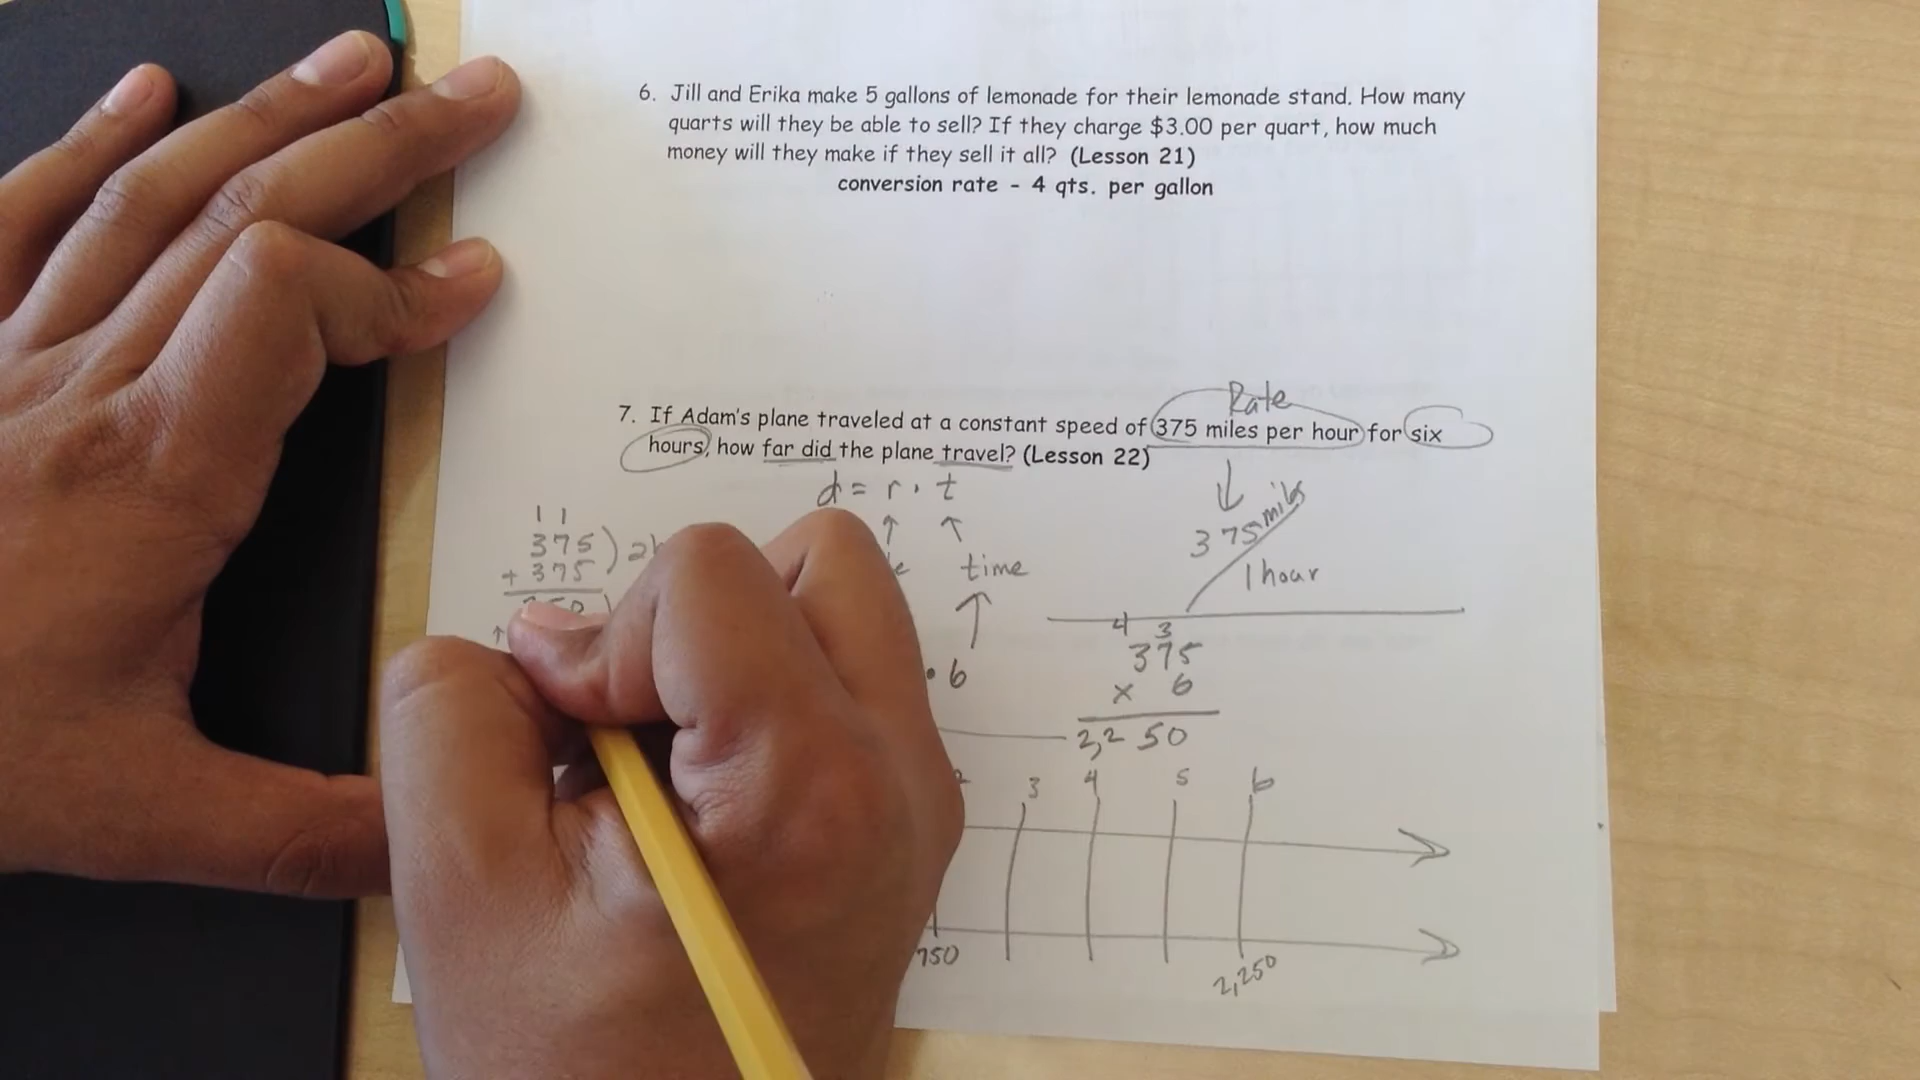 6. Jill and Erika make 5 gallons of lemonade for their lemonade stand. How many
quarts will they be able to sell? If they charge $3.00 per quart, how much
money will they make if they sell it all? (Lesson 21)
conversion rate - 4 qts. per gallon
Rate
7. If Adam's plane traveled at a constant speed of 375 miles per hour for six
hours, how far did the plane travel? (Lesson 22)
d = r · t
1 1
375
+ 375
time
375 miles
1 hour
· 6
4 3
375
x 6
2,250
3 4 5 6
750
2,250